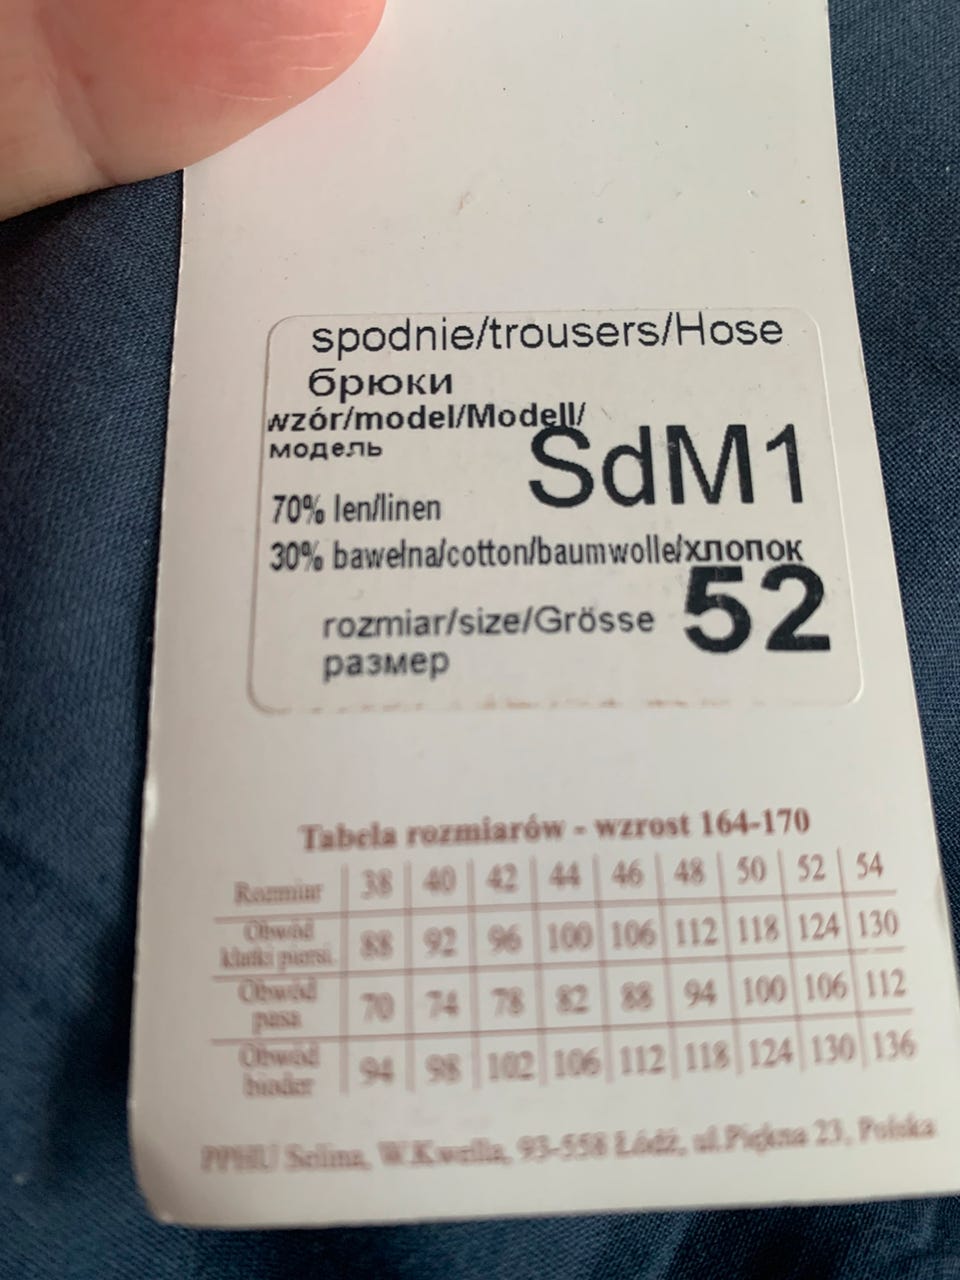 spodnie/trousers/Hose
брюки
wzór/model/Modell/
модель
SdM1
70% len/linen
30% bawełna/cotton/baumwolle/хлопок
rozmiar/size/Grösse
52
размер
Tabela rozmiarów - wzrost 164-170
Rozmiar 38 40 42 44 46 48 50 52 54
Obwód
klatki piersi. 88 92 96 100 106 112 118 124 130
Obwód
pasa 70 74 78 82 88 94 100 106 112
Obwód
bioder 94 98 102 106 112 118 124 130 136
PPHU Selina, W.Kwella, 93-558 Łódź, ul.Piękna 23, Polska